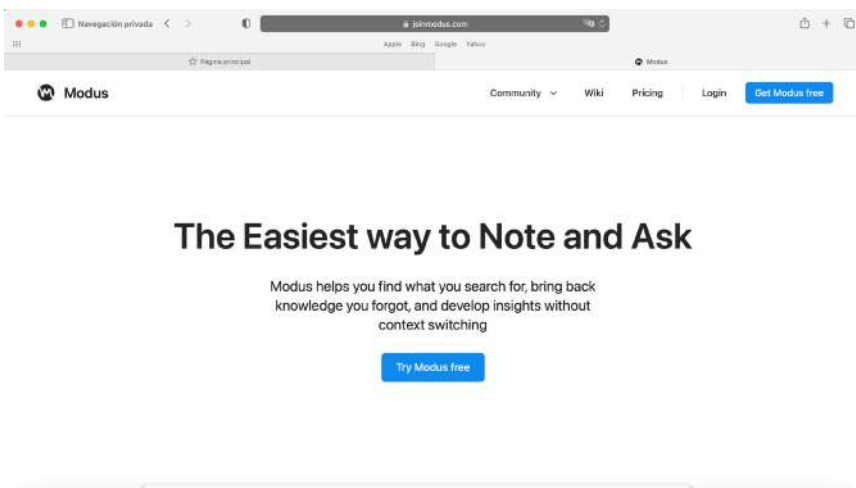 Navegación privada
joinmodus.com
Apple Bing Google Yahoo
Página principal
Modus
Modus
Community
Wiki
Pricing
Login
Get Modus free
The Easiest way to Note and Ask
Modus helps you find what you search for, bring back
knowledge you forgot, and develop insights without
context switching
Try Modus free